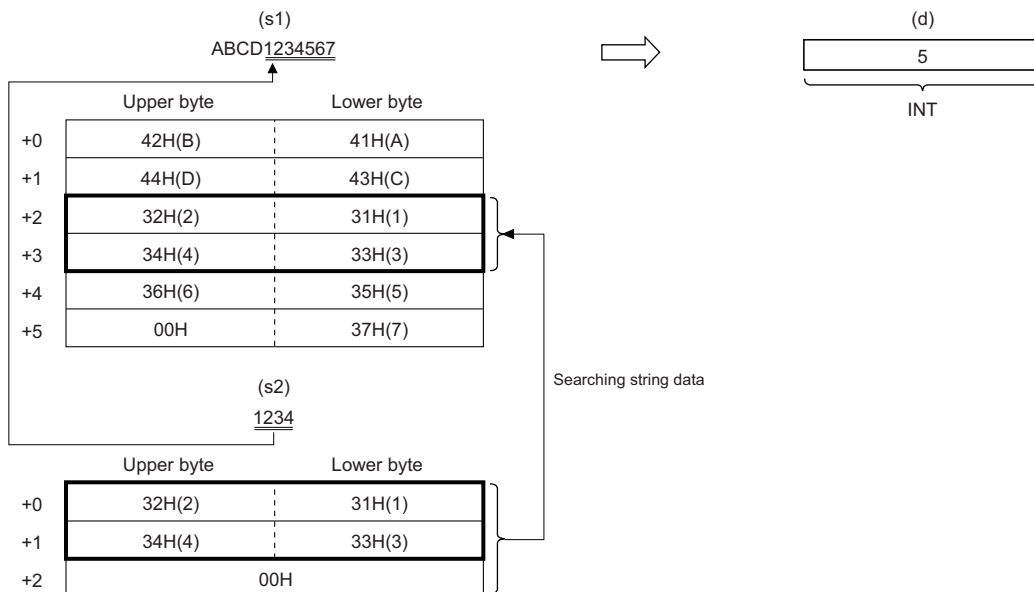 (s1)
(d)
ABCD1234567
5
INT
Upper byte Lower byte
+0 42H(B) 41H(A)
+1 44H(D) 43H(C)
+2 32H(2) 31H(1)
+3 34H(4) 33H(3)
+4 36H(6) 35H(5)
+5 00H 37H(7)
Searching string data
(s2)
1234
Upper byte Lower byte
+0 32H(2) 31H(1)
+1 34H(4) 33H(3)
+2 00H